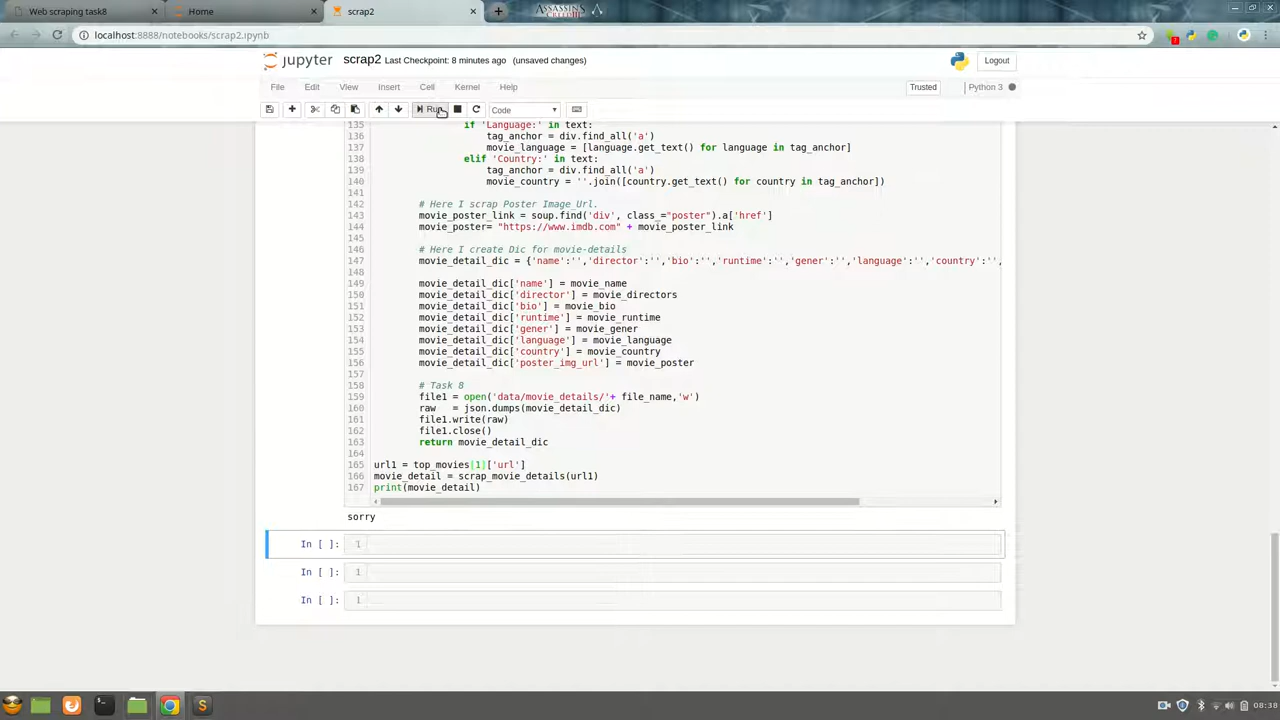 Web scraping task8
Home
scrap2
ASSASSIN'S
localhost:8888/notebooks/scrap2.ipynb
jupyter scrap2 Last Checkpoint: 8 minutes ago (unsaved changes) Logout
File Edit View Insert Cell Kernel Help Trusted Python 3
Run Code
135 if 'Language:' in text:
136 tag_anchor = div.find_all('a')
137 movie_language = [language.get_text() for language in tag_anchor]
138 elif 'Country:' in text:
139 tag_anchor = div.find_all('a')
140 movie_country = ''.join([country.get_text() for country in tag_anchor])
141
142 # Here I scrap Poster Image_Url.
143 movie_poster_link = soup.find('div', class_="poster").a['href']
144 movie_poster= "https://www.imdb.com" + movie_poster_link
145
146 # Here I create Dic for movie-details
147 movie_detail_dic = {'name':'','director':'','bio':'','runtime':'','gener':'','language':'','country':'',
148
149 movie_detail_dic['name'] = movie_name
150 movie_detail_dic['director'] = movie_directors
151 movie_detail_dic['bio'] = movie_bio
152 movie_detail_dic['runtime'] = movie_runtime
153 movie_detail_dic['gener'] = movie_gener
154 movie_detail_dic['language'] = movie_language
155 movie_detail_dic['country'] = movie_country
156 movie_detail_dic['poster_img_url'] = movie_poster
157
158 # Task 8
159 file1 = open('data/movie_details/'+ file_name,'w')
160 raw = json.dumps(movie_detail_dic)
161 file1.write(raw)
162 file1.close()
163 return movie_detail_dic
164
165 url1 = top_movies[1]['url']
166 movie_detail = scrap_movie_details(url1)
167 print(movie_detail)
sorry
In [ ]: 1
In [ ]: 1
In [ ]: 1
08:38